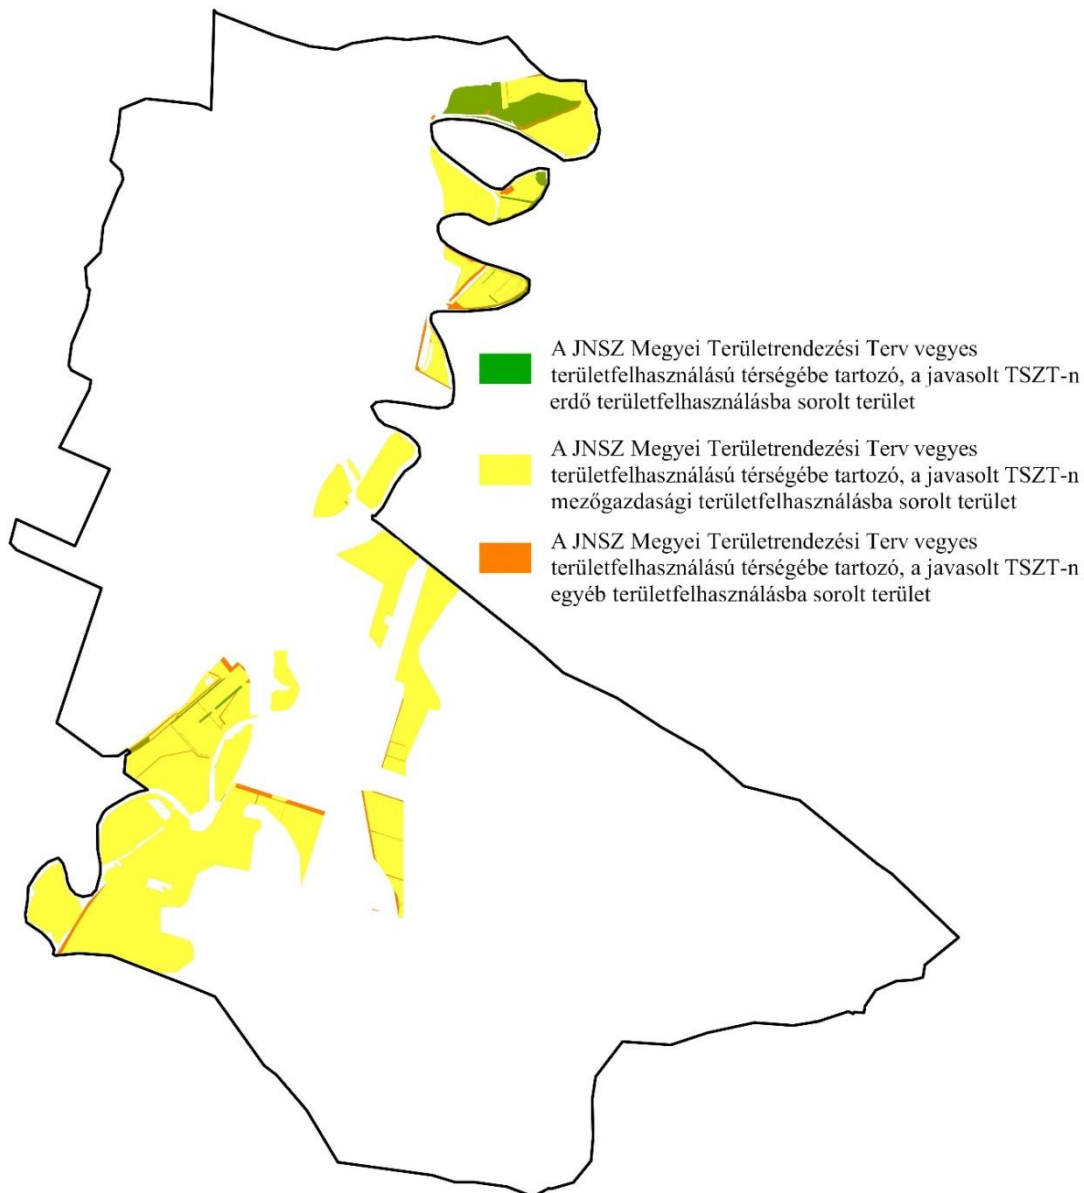 A JNSZ Megyei Területrendezési Terv vegyes
területfelhasználású térségébe tartozó, a javasolt TSZT-n
erdő területfelhasználásba sorolt terület
A JNSZ Megyei Területrendezési Terv vegyes
területfelhasználású térségébe tartozó, a javasolt TSZT-n
mezőgazdasági területfelhasználásba sorolt terület
A JNSZ Megyei Területrendezési Terv vegyes
területfelhasználású térségébe tartozó, a javasolt TSZT-n
egyéb területfelhasználásba sorolt terület